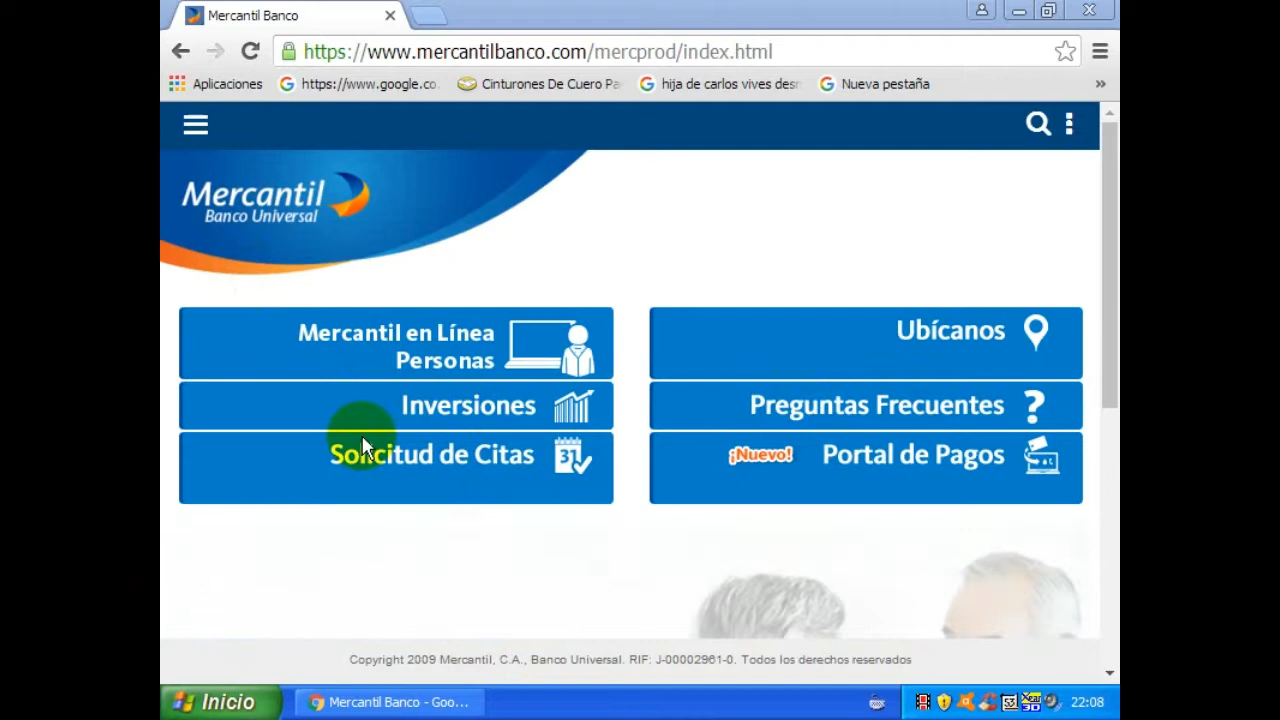 Mercantil Banco
https://www.mercantilbanco.com/mercprod/index.html
Aplicaciones
https://www.google.co
Cinturones De Cuero Pa
hija de carlos vives des
Nueva pestaña
»
Mercantil
Banco Universal
Mercantil en Línea
Personas
Ubícanos
Inversiones
Preguntas Frecuentes
?
Solicitud de Citas
31
¡Nuevo! Portal de Pagos
Copyright 2009 Mercantil, C.A., Banco Universal. RIF: J-00002961-0. Todos los derechos reservados
Inicio
Mercantil Banco - Goo...
22:08